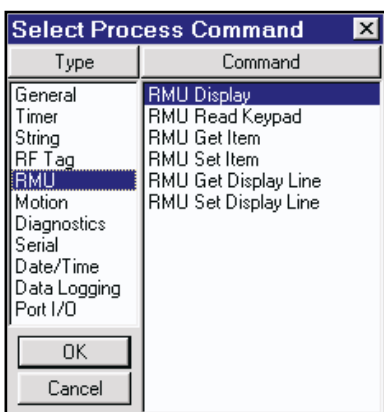 Select Process Command
Type
Command
General
Timer
String
RF Tag
RMU
Motion
Diagnostics
Serial
Date/Time
Data Logging
Port I/O
RMU Display
RMU Read Keypad
RMU Get Item
RMU Set Item
RMU Get Display Line
RMU Set Display Line
OK
Cancel